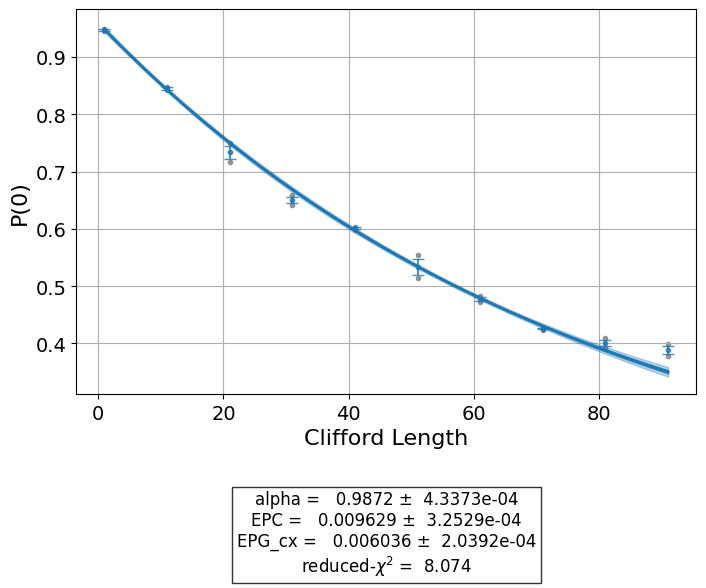 0.9
0.8
0.7
0.6
0.5
0.4
P(0)
0 20 40 60 80
Clifford Length
alpha = 0.9872 ± 4.3373e-04
EPC = 0.009629 ± 3.2529e-04
EPG_cx = 0.006036 ± 2.0392e-04
reduced-χ² = 8.074